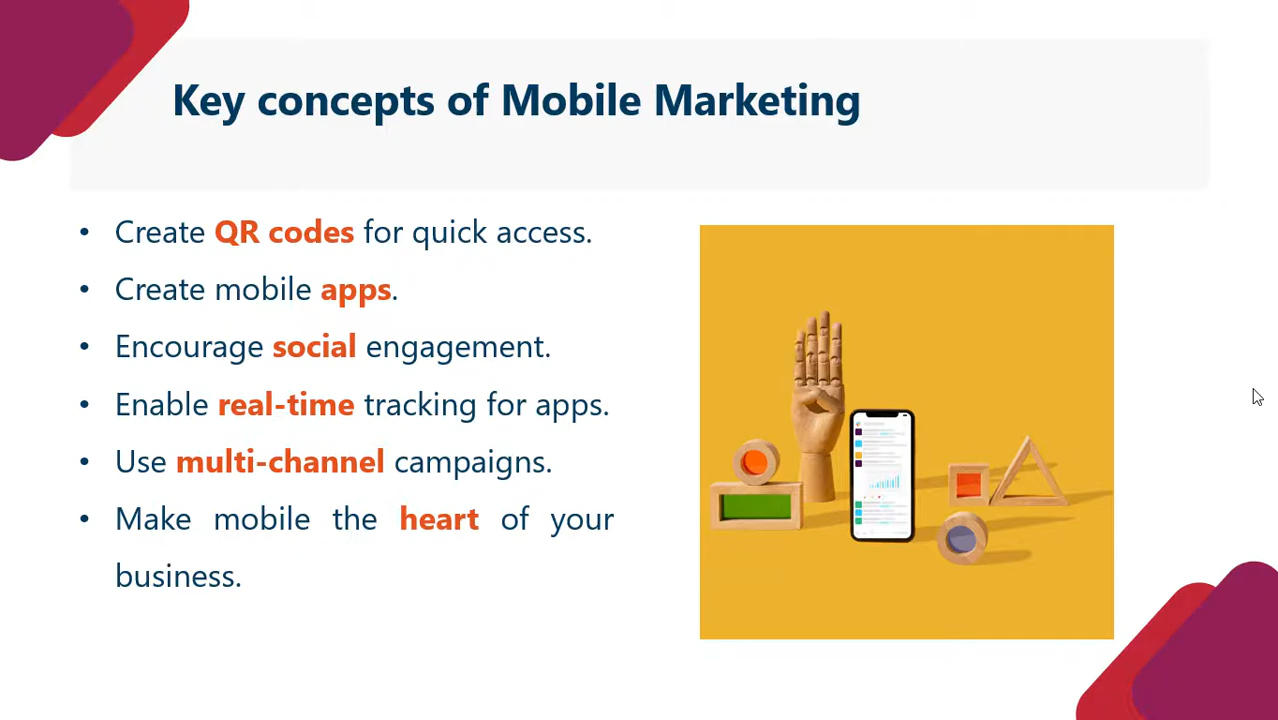 Key concepts of Mobile Marketing
• Create QR codes for quick access.
• Create mobile apps.
• Encourage social engagement.
• Enable real-time tracking for apps.
• Use multi-channel campaigns.
• Make mobile the heart of your
business.